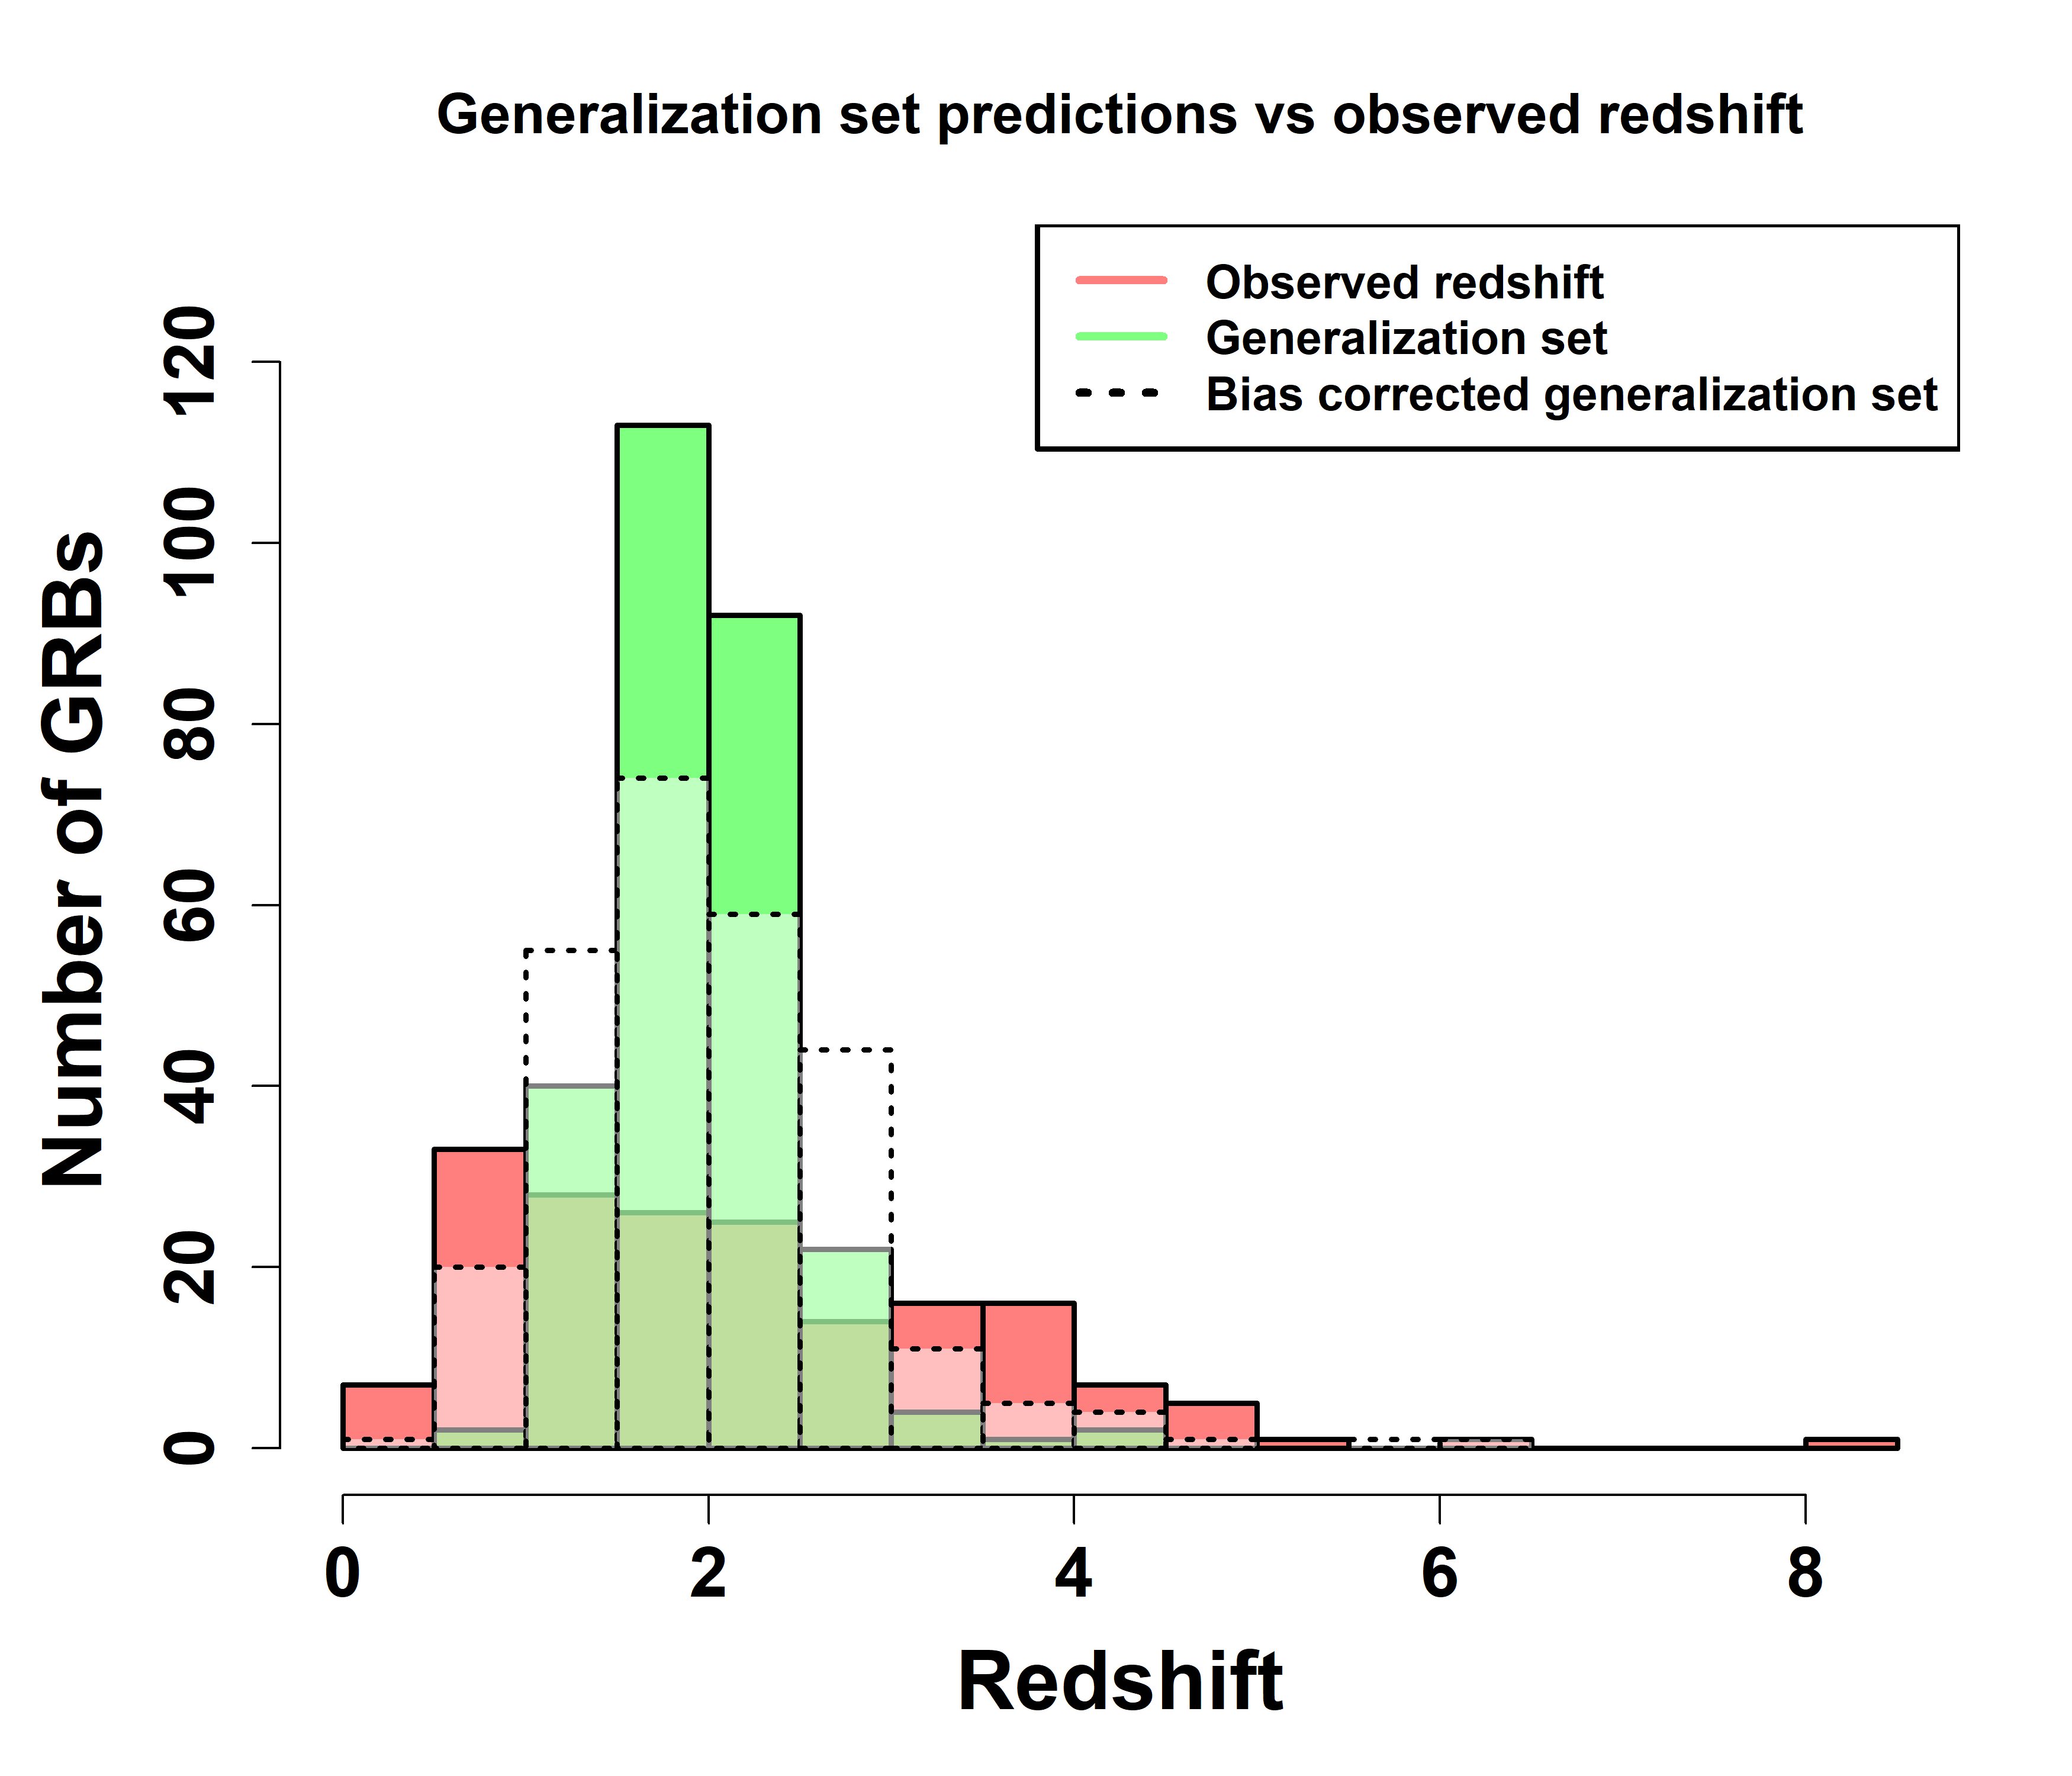 Generalization set predictions vs observed redshift
Observed redshift
Generalization set
Bias corrected generalization set
Number of GRBs
120
100
80
60
40
20
0
0 2 4 6 8
Redshift